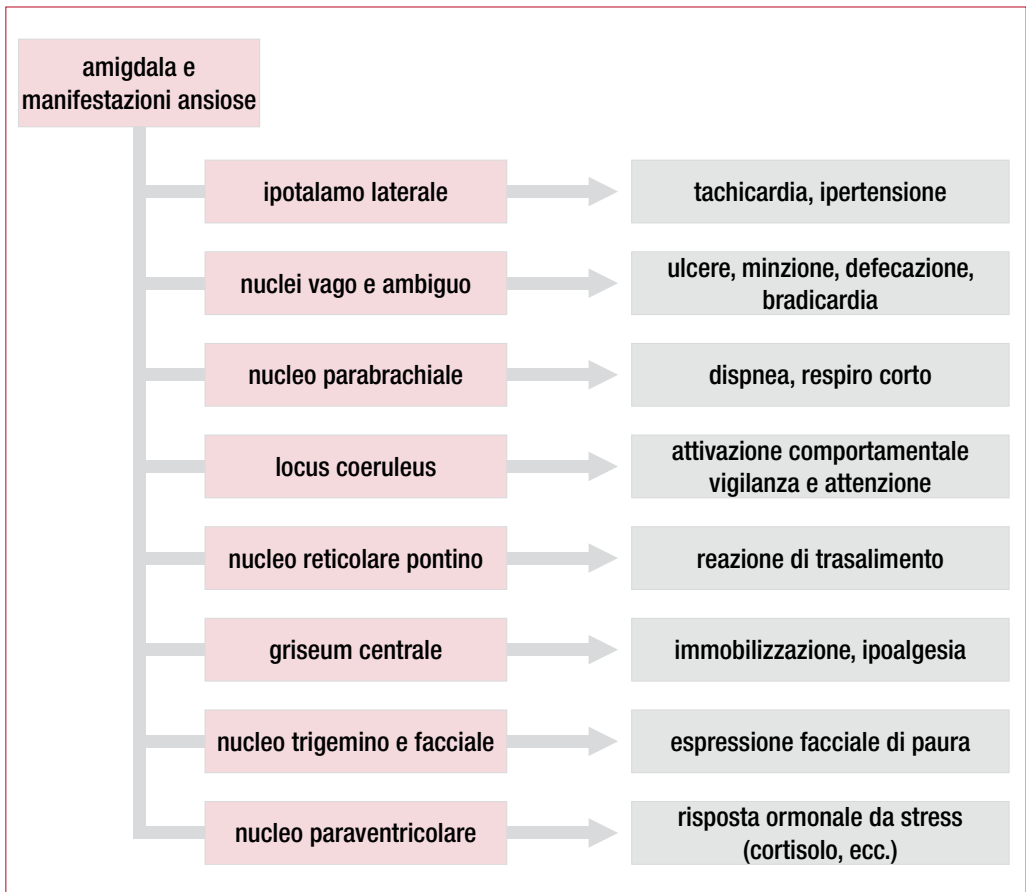 amigdala e
manifestazioni ansiose
ipotalamo laterale
tachicardia, ipertensione
nuclei vago e ambiguo
ulcere, minzione, defecazione,
bradicardia
nucleo parabrachiale
dispnea, respiro corto
locus coeruleus
attivazione comportamentale
vigilanza e attenzione
nucleo reticolare pontino
reazione di trasalimento
griseum centrale
immobilizzazione, ipoalgesia
nucleo trigemino e facciale
espressione facciale di paura
nucleo paraventricolare
risposta ormonale da stress
(cortisolo, ecc.)